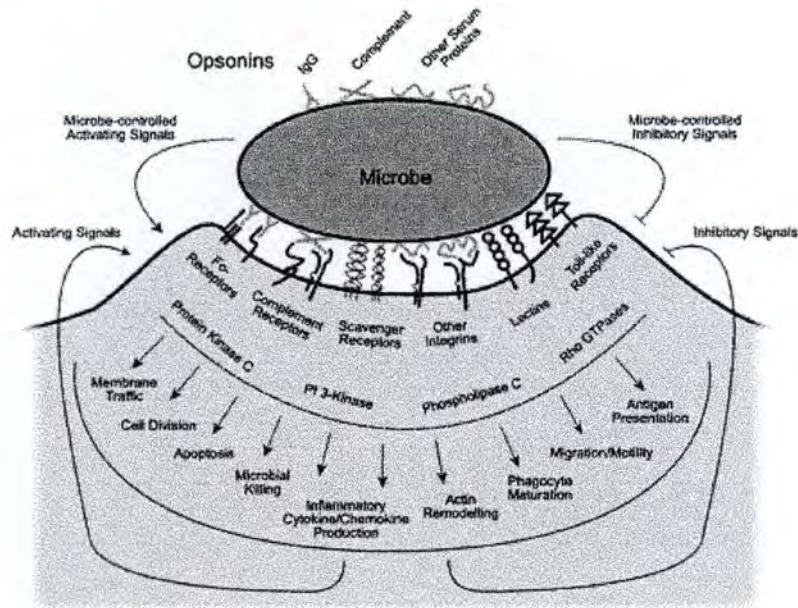 Opsonins
IgG
Complement
Other Serum
Proteins
Microbe-controlled
Activating Signals
Microbe-controlled
Inhibitory Signals
Microbe
Activating Signals
Inhibitory Signals
Fc-
Receptors
Complement
Receptors
Scavenger
Receptors
Other
Integrins
Lectins
Toll-like
Receptors
Protein Kinase C
PI 3-Kinase
Phospholipase C
Rho GTPases
Membrane
Traffic
Cell Division
Apoptosis
Microbial
Killing
Inflammatory
Cytokine/Chemokine
Production
Actin
Remodelling
Phagocyte
Maturation
Migration/Motility
Antigen
Presentation